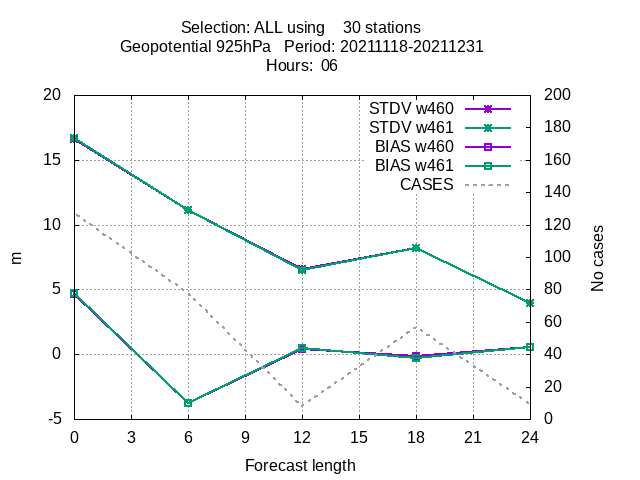 Selection: ALL using    30 stations
Geopotential 925hPa   Period: 20211118-20211231
Hours:  06
STDV w460
STDV w461
BIAS w460
BIAS w461
CASES
20
15
10
5
0
-5
m
200
180
160
140
120
100
80
60
40
20
0
No cases
0 3 6 9 12 15 18 21 24
Forecast length